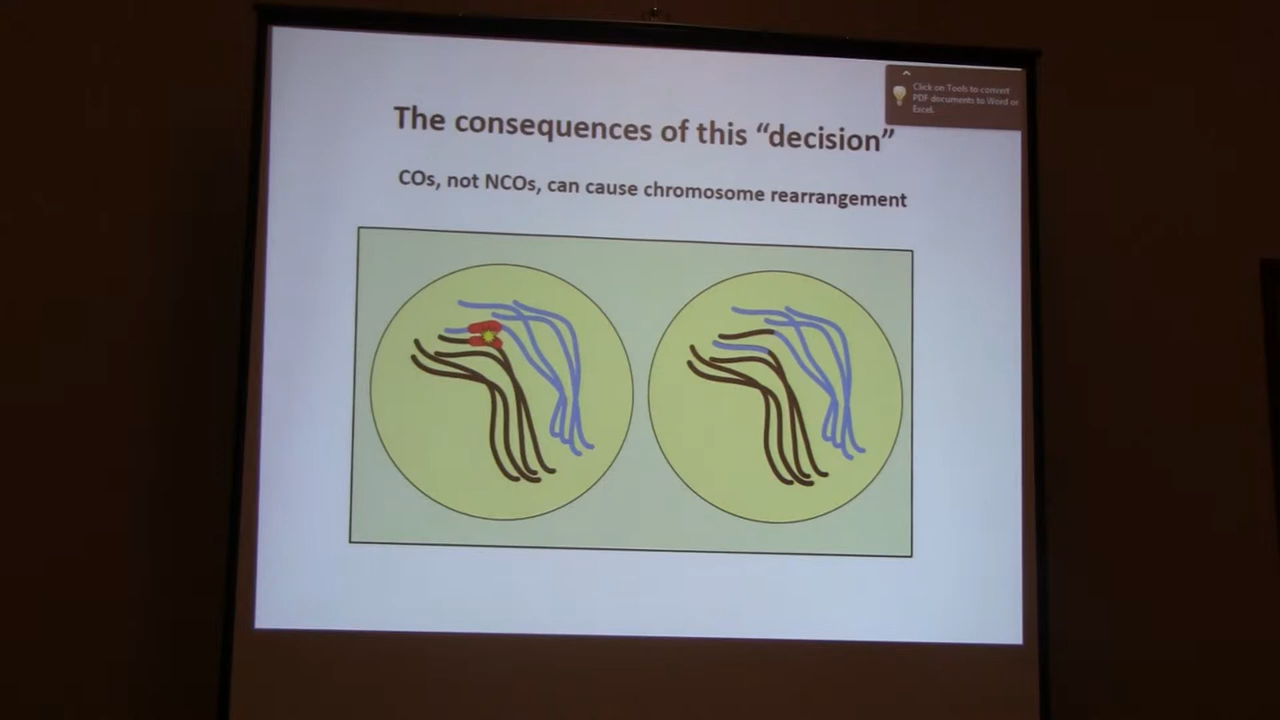 Click on Tools to convert
PDF documents to Word or
Excel.
The consequences of this “decision”
COs, not NCOs, can cause chromosome rearrangement